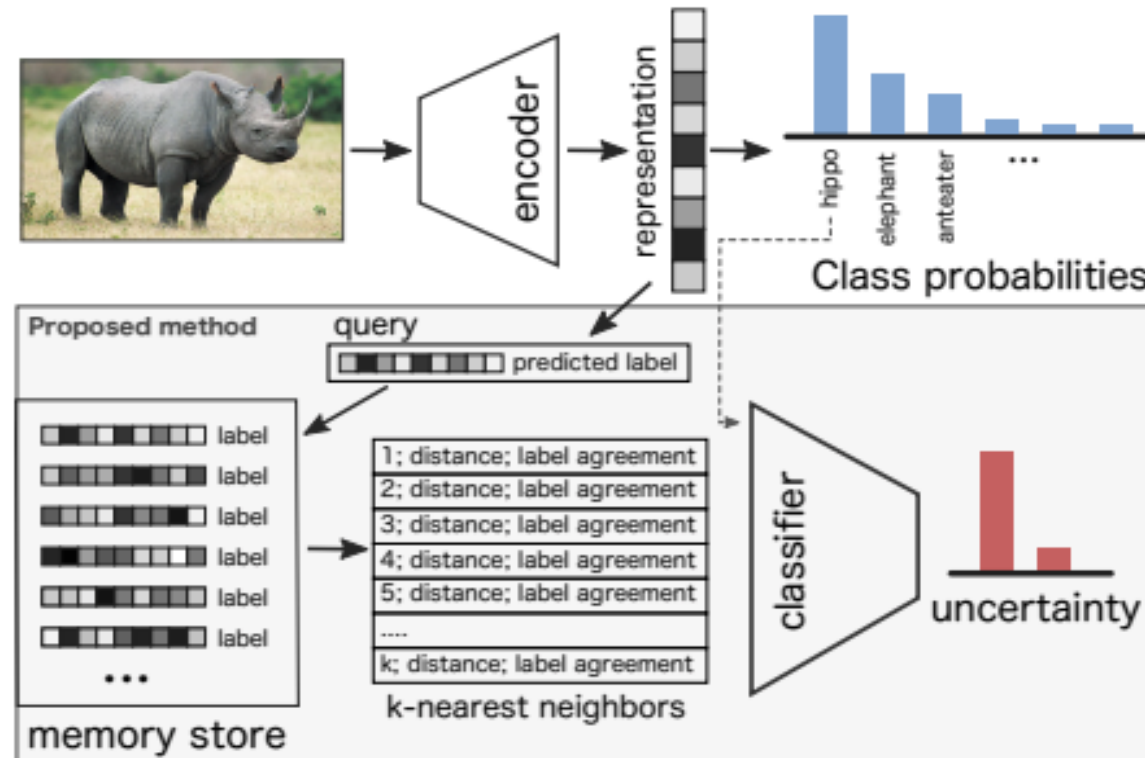 encoder
representation
hippo
elephant
anteater
...
Class probabilities
Proposed method
query
predicted label
label
label
label
label
label
label
...
memory store
1; distance; label agreement
2; distance; label agreement
3; distance; label agreement
4; distance; label agreement
5; distance; label agreement
----
k; distance; label agreement
k-nearest neighbors
classifier
uncertainty